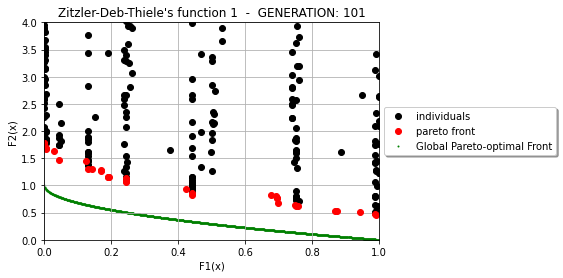 Zitzler-Deb-Thiele's function 1 - GENERATION: 101
4.0
3.5
3.0
2.5
2.0
1.5
1.0
0.5
0.0
F2(x)
0.0 0.2 0.4 0.6 0.8 1.0
F1(x)
individuals
pareto front
Global Pareto-optimal Front